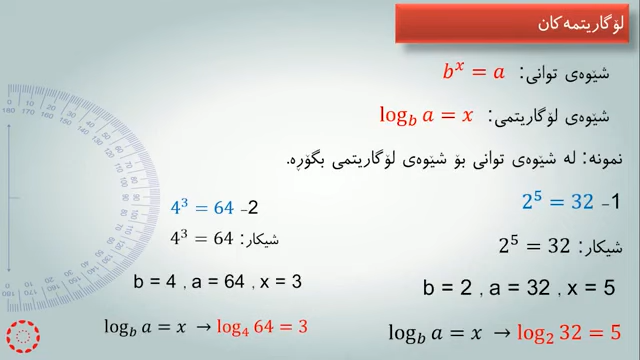 لۆگاریتمەکان
شێوەی توانی: b^x = a
شێوەی لۆگاریتمی: log_b a = x
نمونە: لە شێوەی توانی بۆ شێوەی لۆگاریتمی بگۆڕە.
1- 2^5 = 32
شیکار: 2^5 = 32
b = 2 , a = 32 , x = 5
log_b a = x → log_2 32 = 5
2- 4^3 = 64
شیکار: 4^3 = 64
b = 4 , a = 64 , x = 3
log_b a = x → log_4 64 = 3